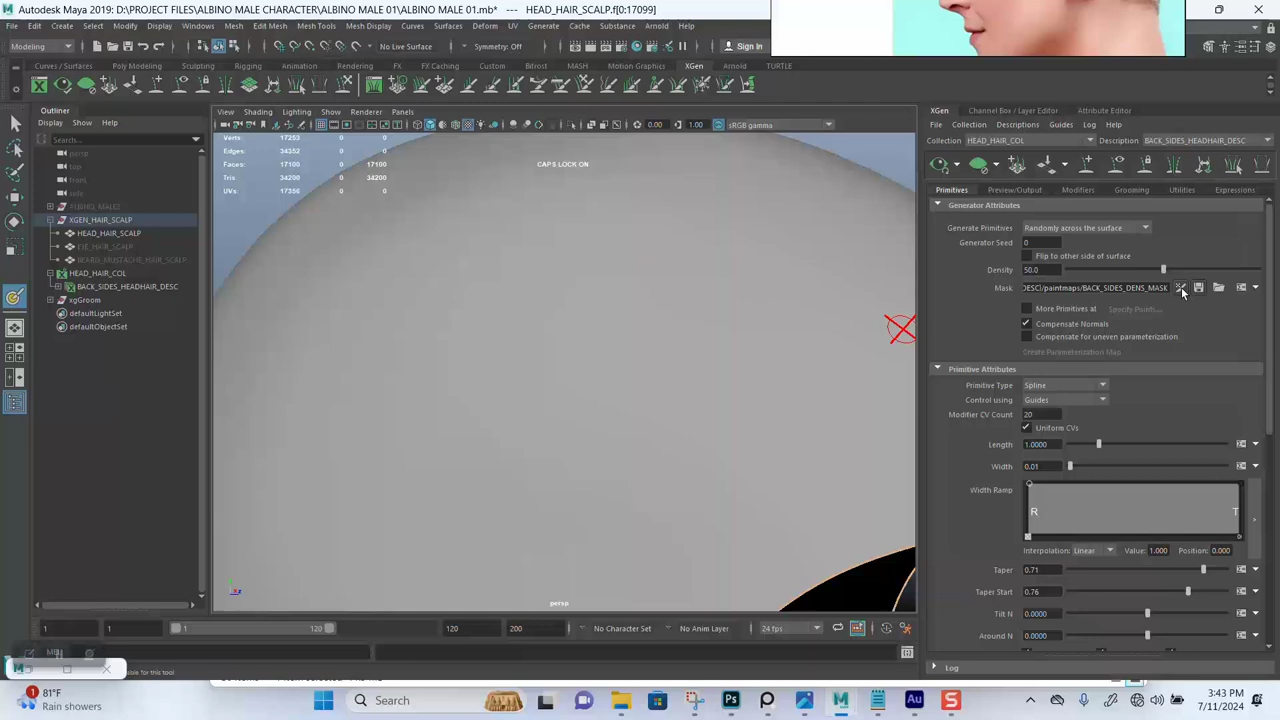 Autodesk Maya 2019: D:\PROJECT FILES\ALBINO MALE CHARACTER\ALBINO MALE 01\ALBINO MALE 01.mb* --- HEAD_HAIR_SCALP.f[0:17099]
File Edit Create Select Modify Display Windows Mesh Edit Mesh Mesh Tools Mesh Display Curves Surfaces Deform UV Generate Cache Substance Arnold Help
Modeling No Live Surface Symmetry: Off Sign In
Curves / Surfaces Poly Modeling Sculpting Rigging Animation Rendering FX FX Caching Custom Bifrost MASH Motion Graphics XGen Arnold TURTLE
Outliner
Display Show Help
Search...
persp
top
front
side
ALBINO_MALE2
XGEN_HAIR_SCALP
HEAD_HAIR_SCALP
EYE_HAIR_SCALP
BEARD_MUSTACHE_HAIR_SCALP
HEAD_HAIR_COL
BACK_SIDES_HEADHAIR_DESC
xgGroom
defaultLightSet
defaultObjectSet
View Shading Lighting Show Renderer Panels
0.00 1.00 sRGB gamma
Verts: 17253 0 0
Edges: 34352 0 0
Faces: 17100 17100 0
Tris: 34200 34200 0
UVs: 17356 0 0
CAPS LOCK ON
persp
XGen Channel Box / Layer Editor Attribute Editor
File Collection Descriptions Guides Log Help
Collection HEAD_HAIR_COL Description BACK_SIDES_HEADHAIR_DESC
Primitives Preview/Output Modifiers Grooming Utilities Expressions
Generator Attributes
Generate Primitives Randomly across the surface
Generator Seed 0
Flip to other side of surface
Density 50.0
Mask DESC}/paintmaps/BACK_SIDES_DENS_MASK
More Primitives at Specify Points...
Compensate Normals
Compensate for uneven parameterization
Create Parameterization Map
Primitive Attributes
Primitive Type Spline
Control using Guides
Modifier CV Count 20
Uniform CVs
Length 1.0000
Width 0.01
Width Ramp
R T
Interpolation: Linear Value: 1.000 Position: 0.000
Taper 0.71
Taper Start 0.76
Tilt N 0.0000
Around N 0.0000
Log
1 1 1 120 120 200 No Character Set No Anim Layer 24 fps
81°F
Rain showers
Search
3:43 PM
7/11/2024